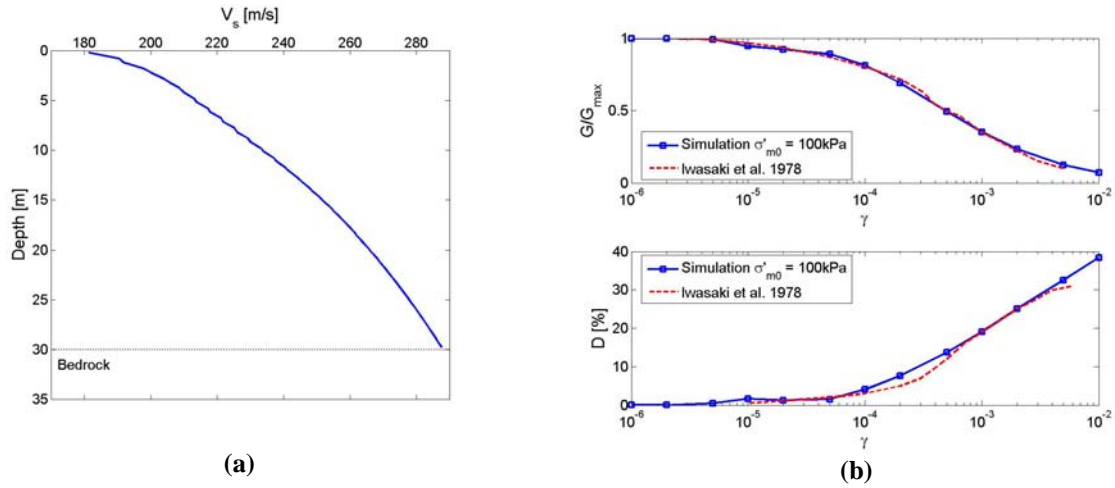 V_s [m/s]
180 200 220 240 260 280
0
5
10
15
20
25
30
35
Depth [m]
Bedrock
(a)
1
0.5
0
G/G_max
Simulation σ'_m0 = 100kPa
Iwasaki et al. 1978
10^-6 10^-5 10^-4 10^-3 10^-2
γ
40
30
20
10
0
D [%]
Simulation σ'_m0 = 100kPa
Iwasaki et al. 1978
10^-6 10^-5 10^-4 10^-3 10^-2
γ
(b)